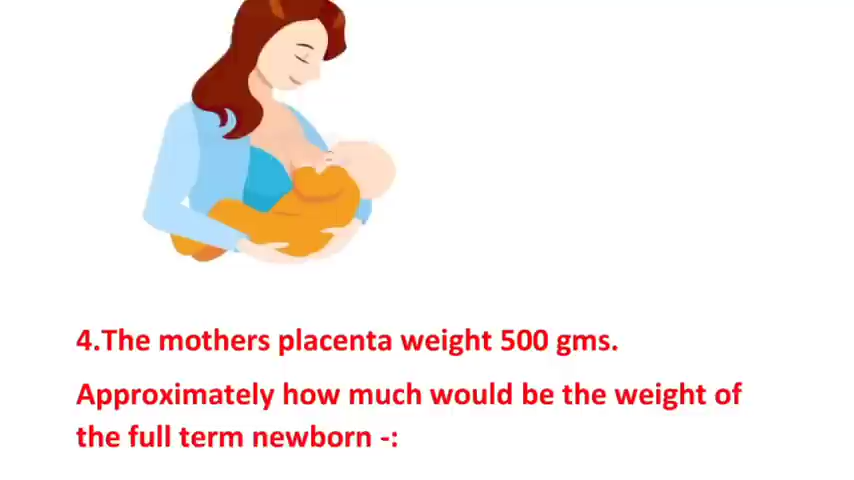 4.The mothers placenta weight 500 gms.
Approximately how much would be the weight of
the full term newborn -: